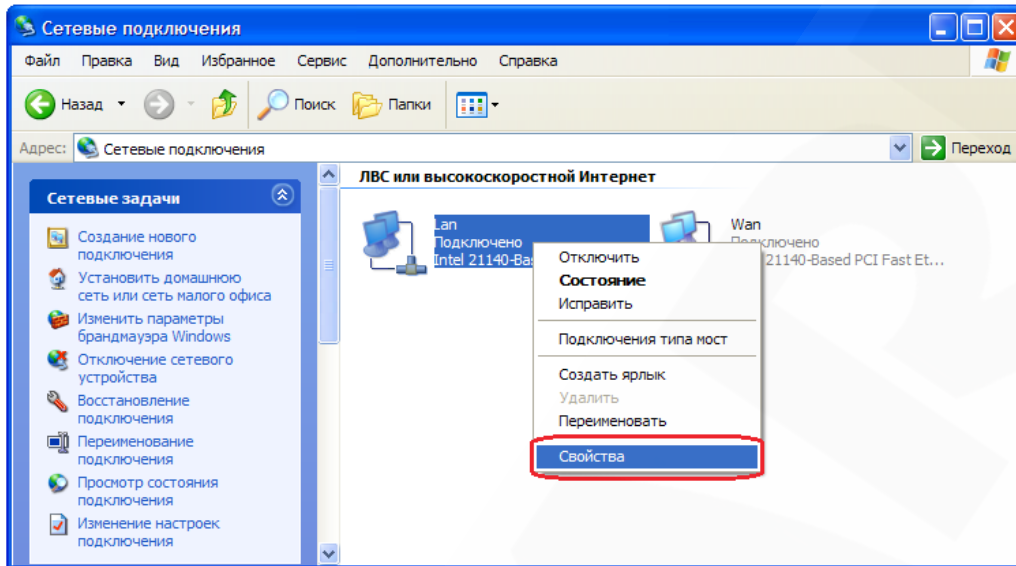 Сетевые подключения
Файл Правка Вид Избранное Сервис Дополнительно Справка
Назад Поиск Папки
Адрес: Сетевые подключения Переход
ЛВС или высокоскоростной Интернет
Сетевые задачи
Создание нового
подключения
Установить домашнюю
сеть или сеть малого офиса
Изменить параметры
брандмауэра Windows
Отключение сетевого
устройства
Восстановление
подключения
Переименование
подключения
Просмотр состояния
подключения
Изменение настроек
подключения
Lan
Подключено
Intel 21140-Ba
Wan
Подключено
21140-Based PCI Fast Et...
Отключить
Состояние
Исправить
Подключения типа мост
Создать ярлык
Удалить
Переименовать
Свойства